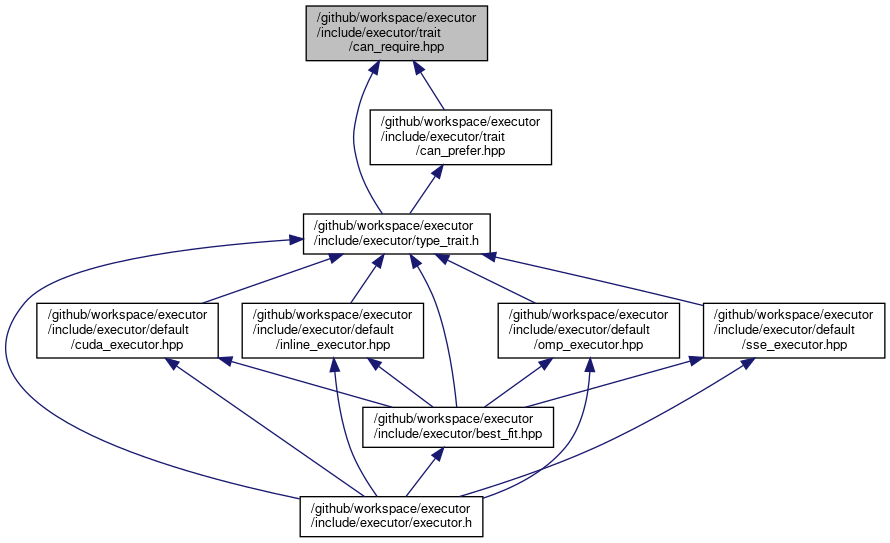 /github/workspace/executor
/include/executor/trait
/can_require.hpp
/github/workspace/executor
/include/executor/trait
/can_prefer.hpp
/github/workspace/executor
/include/executor/type_trait.h
/github/workspace/executor
/include/executor/default
/cuda_executor.hpp
/github/workspace/executor
/include/executor/default
/inline_executor.hpp
/github/workspace/executor
/include/executor/default
/omp_executor.hpp
/github/workspace/executor
/include/executor/default
/sse_executor.hpp
/github/workspace/executor
/include/executor/best_fit.hpp
/github/workspace/executor
/include/executor/executor.h